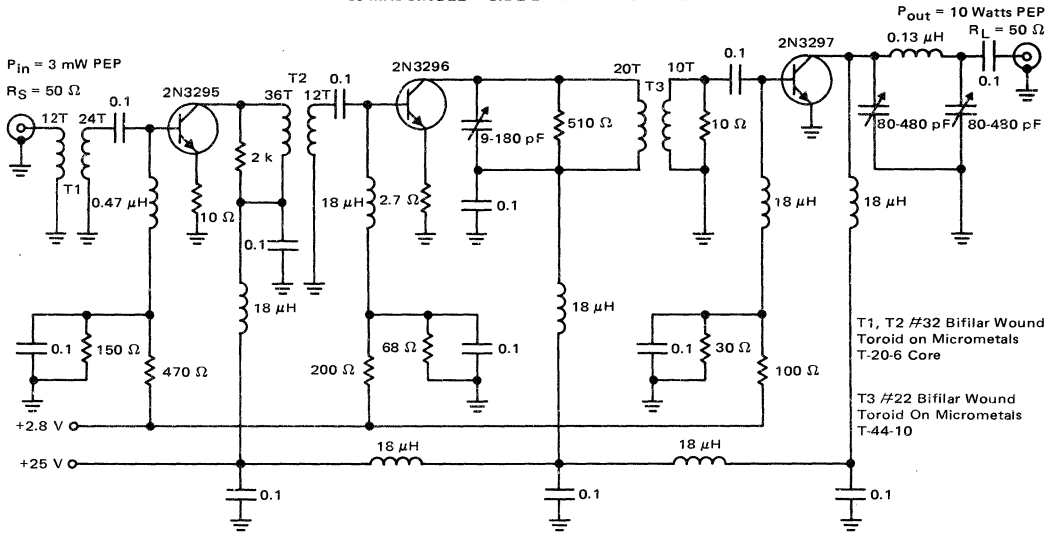 Pout = 10 Watts PEP
RL = 50 Ω
0.13 μH
0.1
80-480 pF
80-480 pF
Pin = 3 mW PEP
RS = 50 Ω
12T
24T
T1
0.1
2N3295
0.47 μH
10 Ω
2 k
36T
T2
12T
0.1
0.1
18 μH
2N3296
18 μH
2.7 Ω
9-180 pF
0.1
510 Ω
20T
T3
10T
10 Ω
0.1
2N3297
18 μH
18 μH
18 μH
0.1
150 Ω
470 Ω
200 Ω
68 Ω
0.1
0.1
30 Ω
100 Ω
T1, T2 #32 Bifilar Wound
Toroid on Micrometals
T-20-6 Core
T3 #22 Bifilar Wound
Toroid On Micrometals
T-44-10
+2.8 V
+25 V
18 μH
18 μH
0.1
0.1
0.1